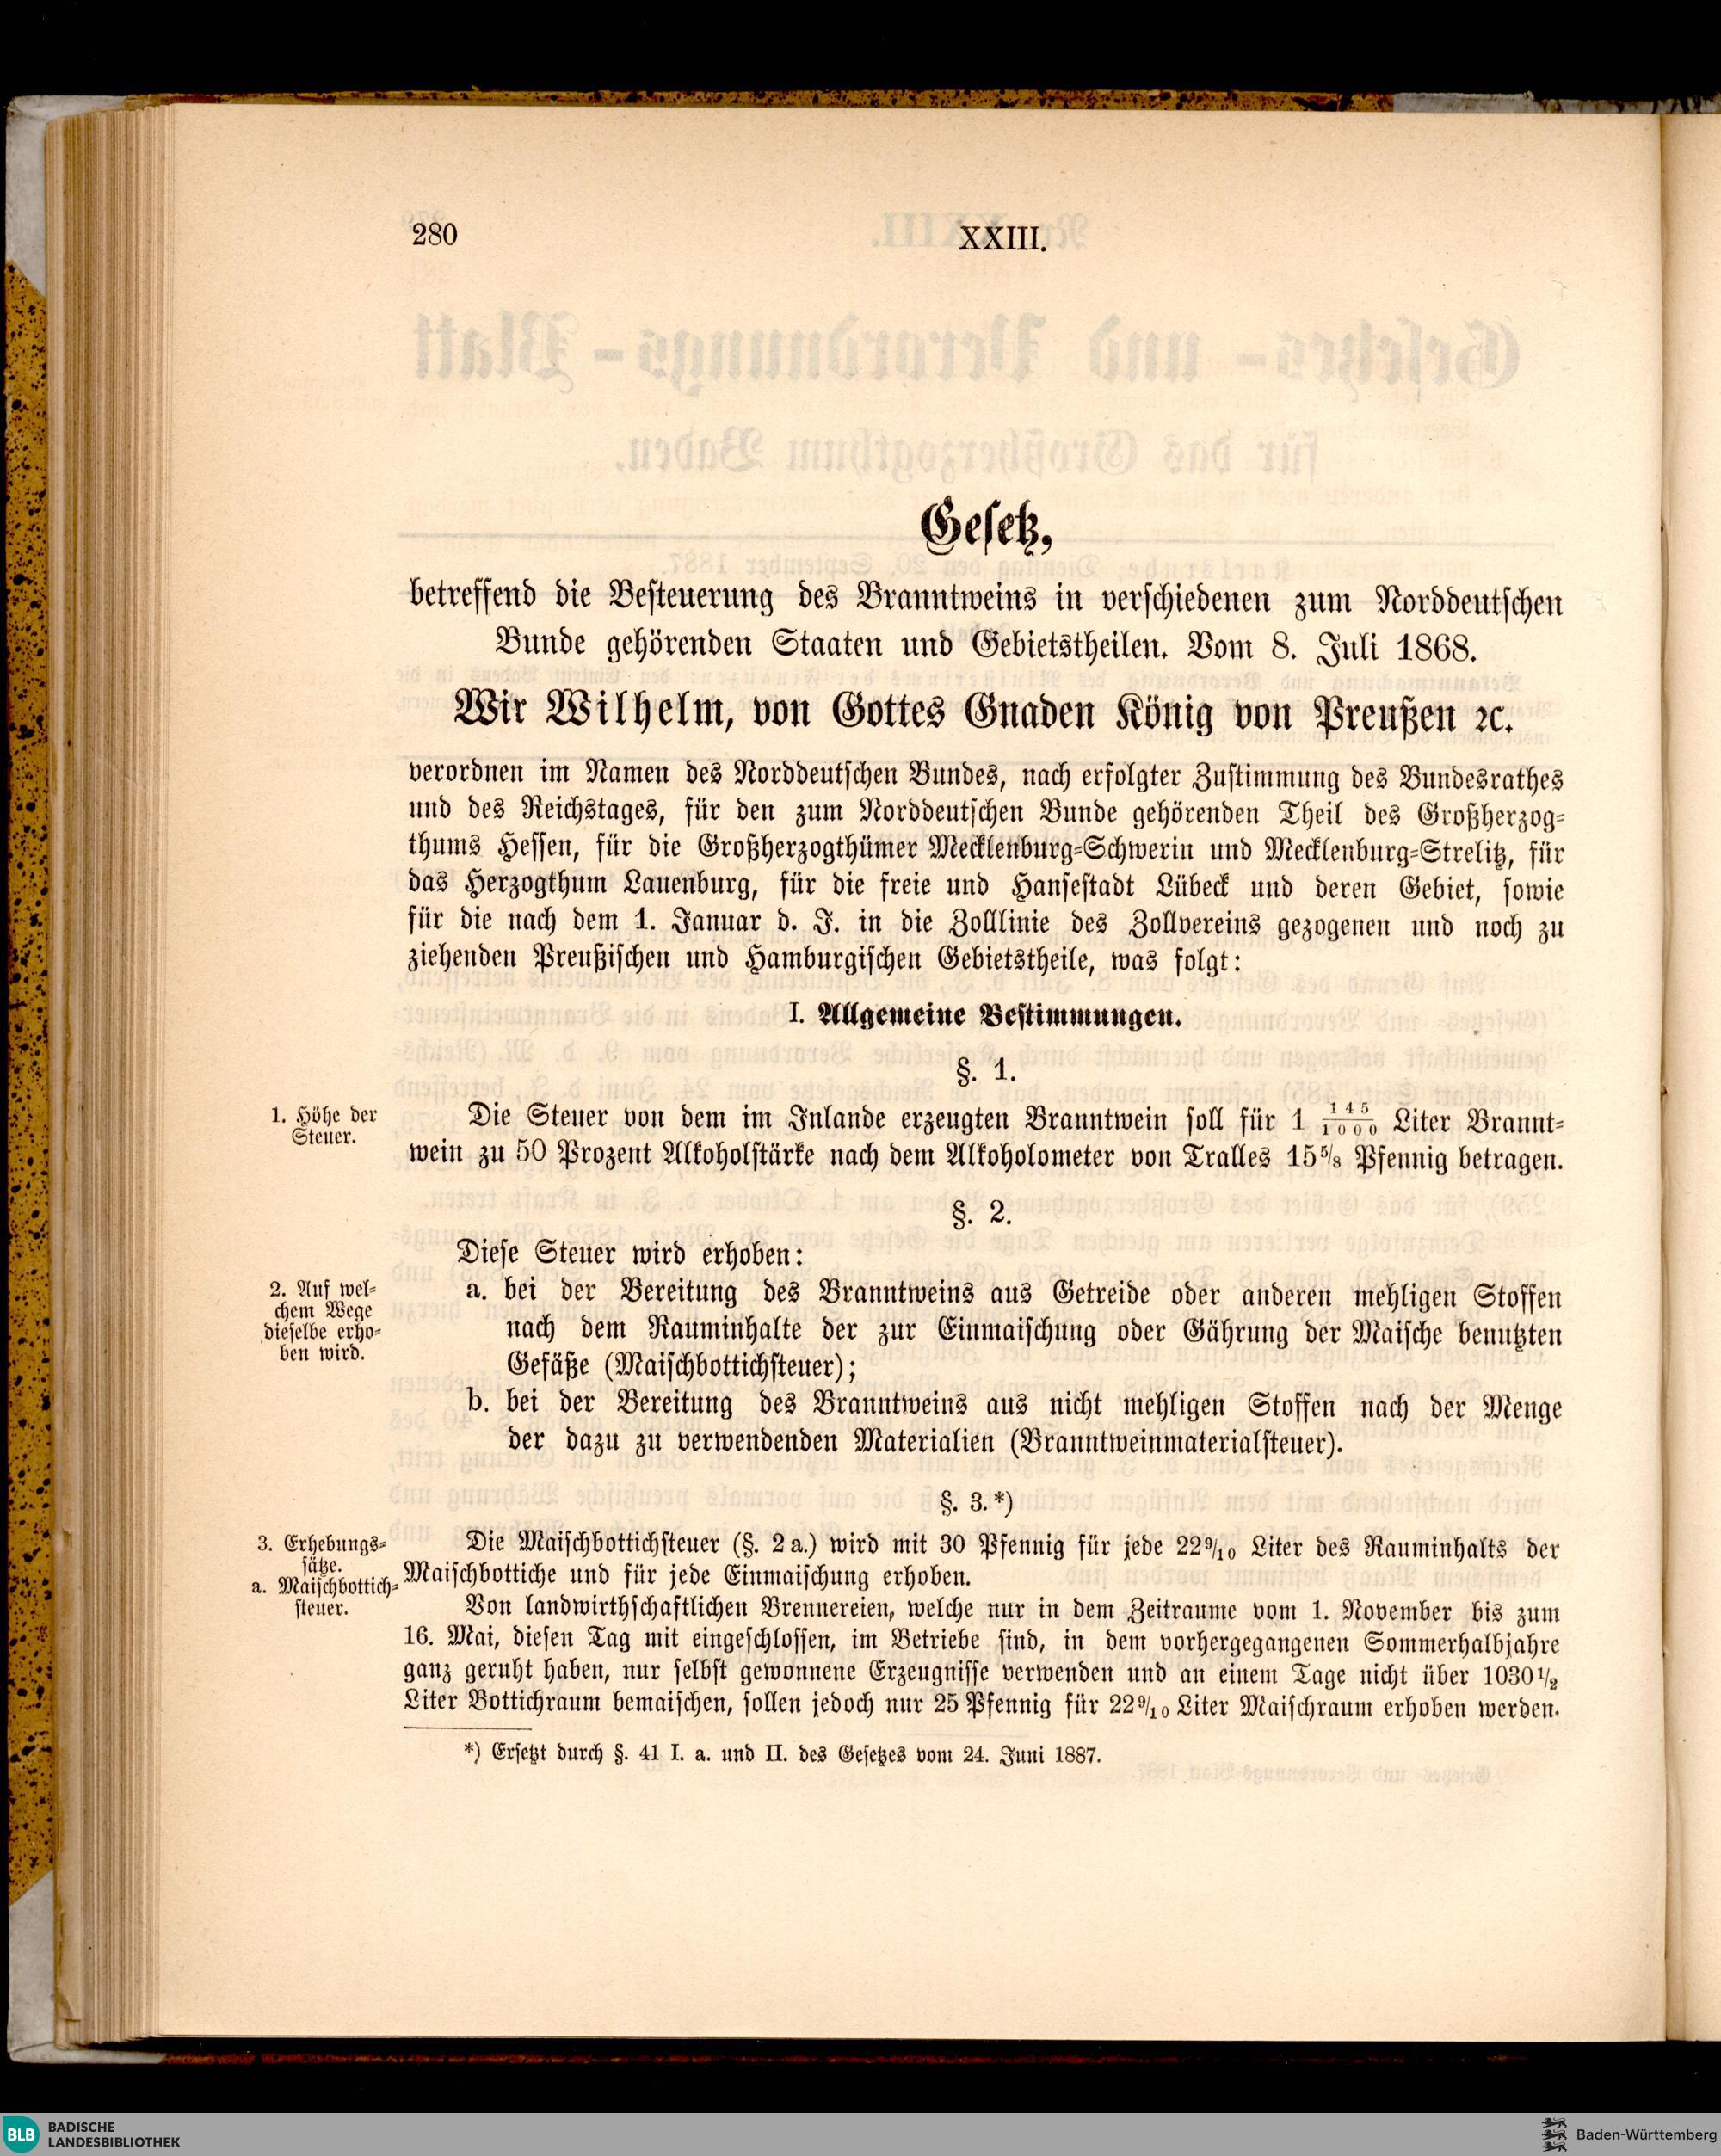 280
XXIII.
Gesetz,
betreffend die Besteuerung des Branntweins in verschiedenen zum Norddeutschen
Bunde gehörenden Staaten und Gebietstheilen. Vom 8. Juli 1868.
Wir Wilhelm, von Gottes Gnaden König von Preußen ꝛc.
verordnen im Namen des Norddeutschen Bundes, nach erfolgter Zustimmung des Bundesrathes
und des Reichstages, für den zum Norddeutschen Bunde gehörenden Theil des Großherzog-
thums Hessen, für die Großherzogthümer Mecklenburg-Schwerin und Mecklenburg-Strelitz, für
das Herzogthum Lauenburg, für die freie und Hansestadt Lübeck und deren Gebiet, sowie
für die nach dem 1. Januar d. J. in die Zolllinie des Zollvereins gezogenen und noch zu
ziehenden Preußischen und Hamburgischen Gebietstheile, was folgt:
I. Allgemeine Bestimmungen.
§. 1.
1. Höhe der
Steuer.
Die Steuer von dem im Inlande erzeugten Branntwein soll für 1 145/1000 Liter Brannt-
wein zu 50 Prozent Alkoholstärke nach dem Alkoholometer von Tralles 15⅝ Pfennig betragen.
§. 2.
Diese Steuer wird erhoben:
2. Auf wel-
chem Wege
dieselbe erho-
ben wird.
a. bei der Bereitung des Branntweins aus Getreide oder anderen mehligen Stoffen
nach dem Rauminhalte der zur Einmaischung oder Gährung der Maische benutzten
Gefäße (Maischbottichsteuer);
b. bei der Bereitung des Branntweins aus nicht mehligen Stoffen nach der Menge
der dazu zu verwendenden Materialien (Branntweinmaterialsteuer).
§. 3.*)
3. Erhebungs-
sätze.
a. Maischbottich-
steuer.
Die Maischbottichsteuer (§. 2 a.) wird mit 30 Pfennig für jede 22 9/10 Liter des Rauminhalts der
Maischbottiche und für jede Einmaischung erhoben.
Von landwirthschaftlichen Brennereien, welche nur in dem Zeitraume vom 1. November bis zum
16. Mai, diesen Tag mit eingeschlossen, im Betriebe sind, in dem vorhergegangenen Sommerhalbjahre
ganz geruht haben, nur selbst gewonnene Erzeugnisse verwenden und an einem Tage nicht über 1030 1/2
Liter Bottichraum bemaischen, sollen jedoch nur 25 Pfennig für 22 9/10 Liter Maischraum erhoben werden.
*) Ersetzt durch §. 41 I. a. und II. des Gesetzes vom 24. Juni 1887.
BLB BADISCHE
LANDESBIBLIOTHEK
Baden-Württemberg